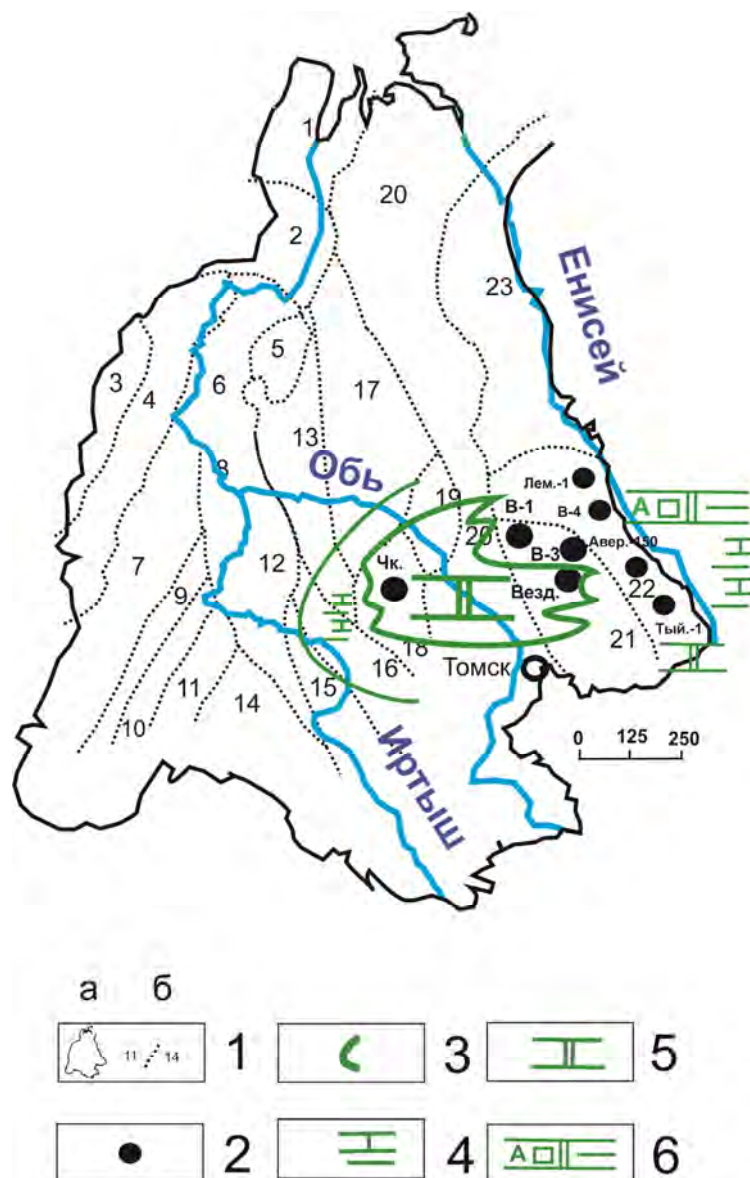 1
20
2
Енисей
23
5
3
4
6
17
13
Обь
8
Лем.-1
19
В-1
В-4
А
20
В-3
Авер.-150
7
12
Чк.
Везд.
22
9
Тый.-1
21
18
16
Томск
11
15
14
10
0 125 250
Иртыш
а б
11 14 1
3
5
2
4
А 6